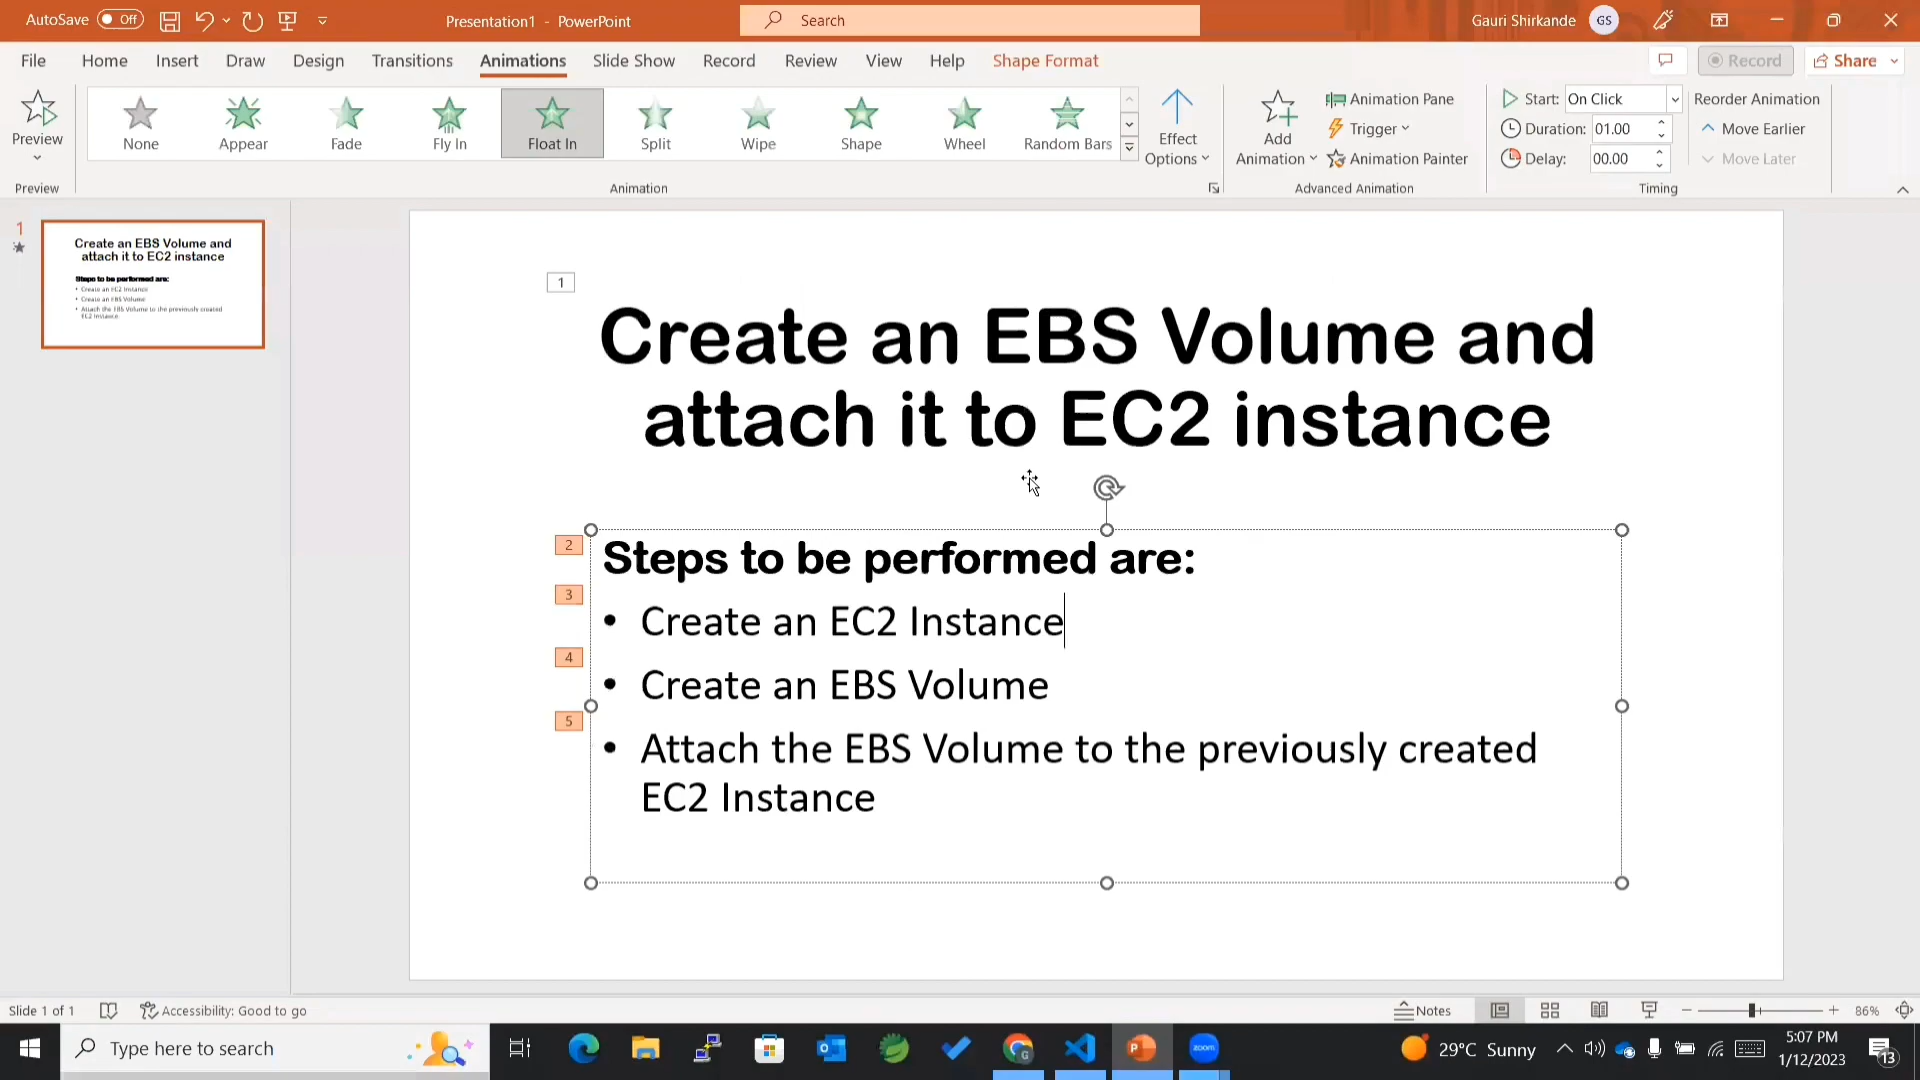 AutoSave Off Presentation1 - PowerPoint Search Gauri Shirkande GS
File Home Insert Draw Design Transitions Animations Slide Show Record Review View Help Shape Format Record Share
Preview None Appear Fade Fly In Float In Split Wipe Shape Wheel Random Bars Effect Options Add Animation Animation Pane Start: On Click Reorder Animation
Trigger Duration: 01.00 Move Earlier
Animation Painter Delay: 00.00 Move Later
Preview Animation Advanced Animation Timing
1
Create an EBS Volume and
attach it to EC2 instance
Steps to be performed are:
• Create an EC2 Instance
• Create an EBS Volume
• Attach the EBS Volume to the previously created
EC2 Instance
1
Create an EBS Volume and
attach it to EC2 instance
2
Steps to be performed are:
3
• Create an EC2 Instance
4
• Create an EBS Volume
5
• Attach the EBS Volume to the previously created
EC2 Instance
Slide 1 of 1 Accessibility: Good to go Notes 86%
Type here to search zoom 29°C Sunny 5:07 PM
1/12/2023 13